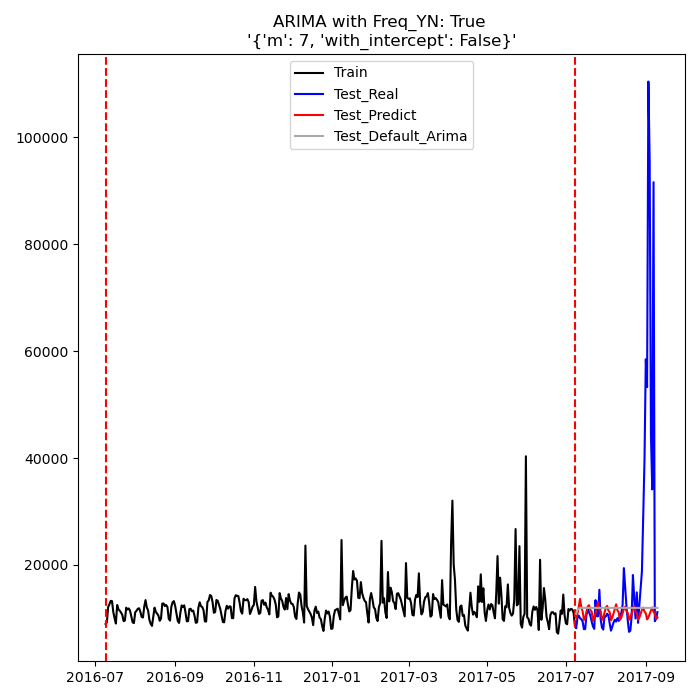 ARIMA with Freq_YN: True
'{'m': 7, 'with_intercept': False}'
Train
Test_Real
Test_Predict
Test_Default_Arima
100000
80000
60000
40000
20000
2016-07
2016-09
2016-11
2017-01
2017-03
2017-05
2017-07
2017-09